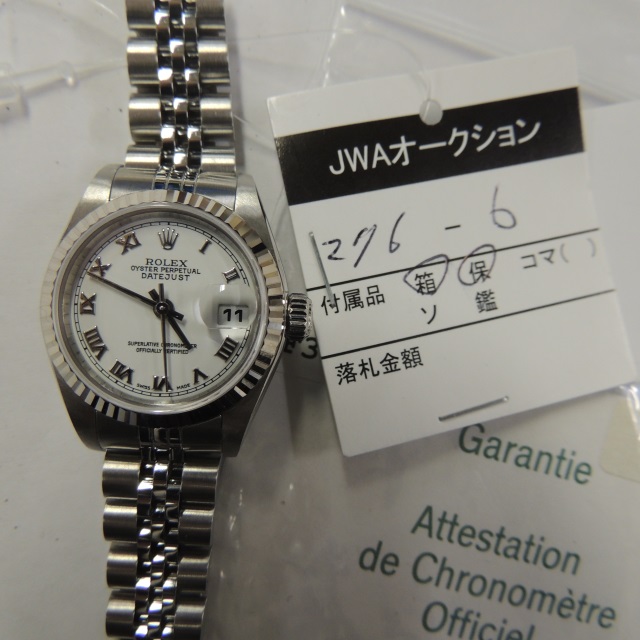 ROLEX
OYSTER PERPETUAL
DATEJUST
11
SUPERLATIVE CHRONOMETER
OFFICIALLY CERTIFIED
SWISS MADE
JWAオークション
276-6
付属品 箱 保 コマ( )
ソ 鑑
落札金額
Garantie
Attestation
de Chronomètre
Officiel